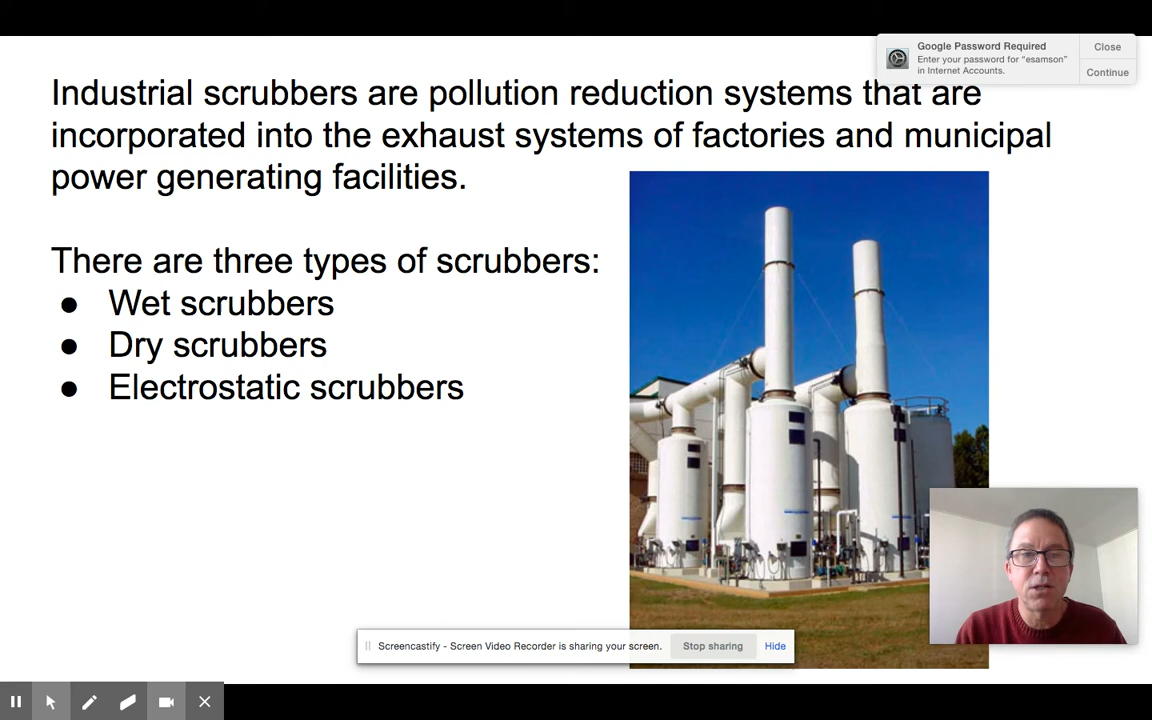 Google Password Required
Enter your password for “esamson”
in Internet Accounts.
Close
Continue
Industrial scrubbers are pollution reduction systems that are
incorporated into the exhaust systems of factories and municipal
power generating facilities.
There are three types of scrubbers:
● Wet scrubbers
● Dry scrubbers
● Electrostatic scrubbers
Screencastify - Screen Video Recorder is sharing your screen.
Stop sharing
Hide